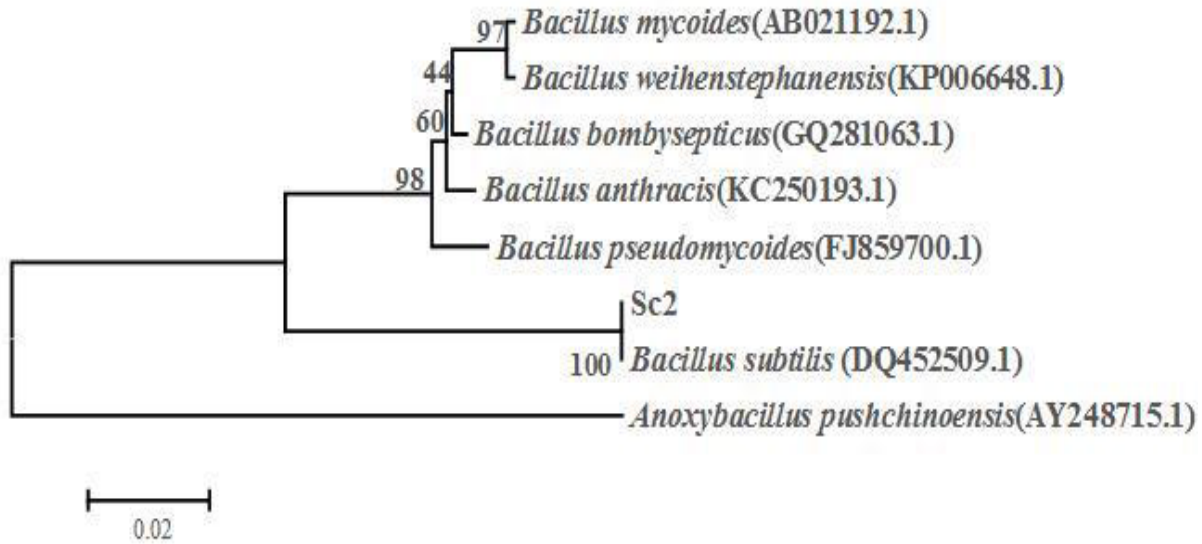 97 Bacillus mycoides(AB021192.1)
Bacillus weihenstephanensis(KP006648.1)
44
Bacillus bombysepticus(GQ281063.1)
60
Bacillus anthracis(KC250193.1)
98
Bacillus pseudomycoides(FJ859700.1)
Sc2
100 Bacillus subtilis (DQ452509.1)
Anoxybacillus pushchinoensis(AY248715.1)
0.02